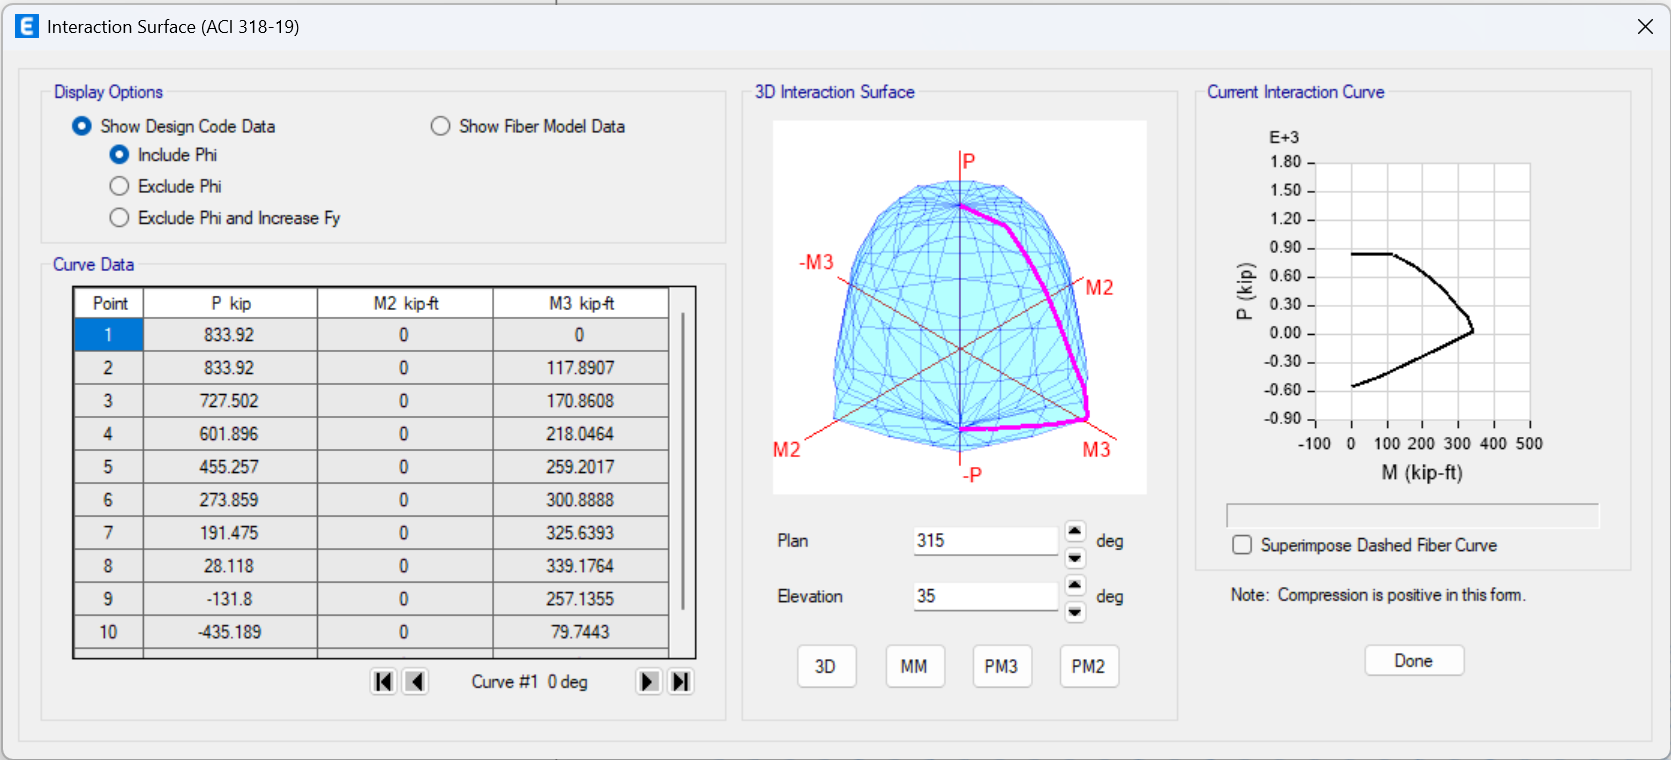 E Interaction Surface (ACI 318-19)
Display Options
Show Design Code Data Show Fiber Model Data
Include Phi
Exclude Phi
Exclude Phi and Increase Fy
Curve Data
Point P kip M2 kip-ft M3 kip-ft
1 833.92 0 0
2 833.92 0 117.8907
3 727.502 0 170.8608
4 601.896 0 218.0464
5 455.257 0 259.2017
6 273.859 0 300.8888
7 191.475 0 325.6393
8 28.118 0 339.1764
9 -131.8 0 257.1355
10 -435.189 0 79.7443
Curve #1 0 deg
3D Interaction Surface
P
-M3
M2
M2
M3
-P
Plan 315 deg
Elevation 35 deg
3D MM PM3 PM2
Current Interaction Curve
E+3
1.80
1.50
1.20
0.90
0.60
0.30
0.00
-0.30
-0.60
-0.90
P (kip)
-100 0 100 200 300 400 500
M (kip-ft)
Superimpose Dashed Fiber Curve
Note: Compression is positive in this form.
Done